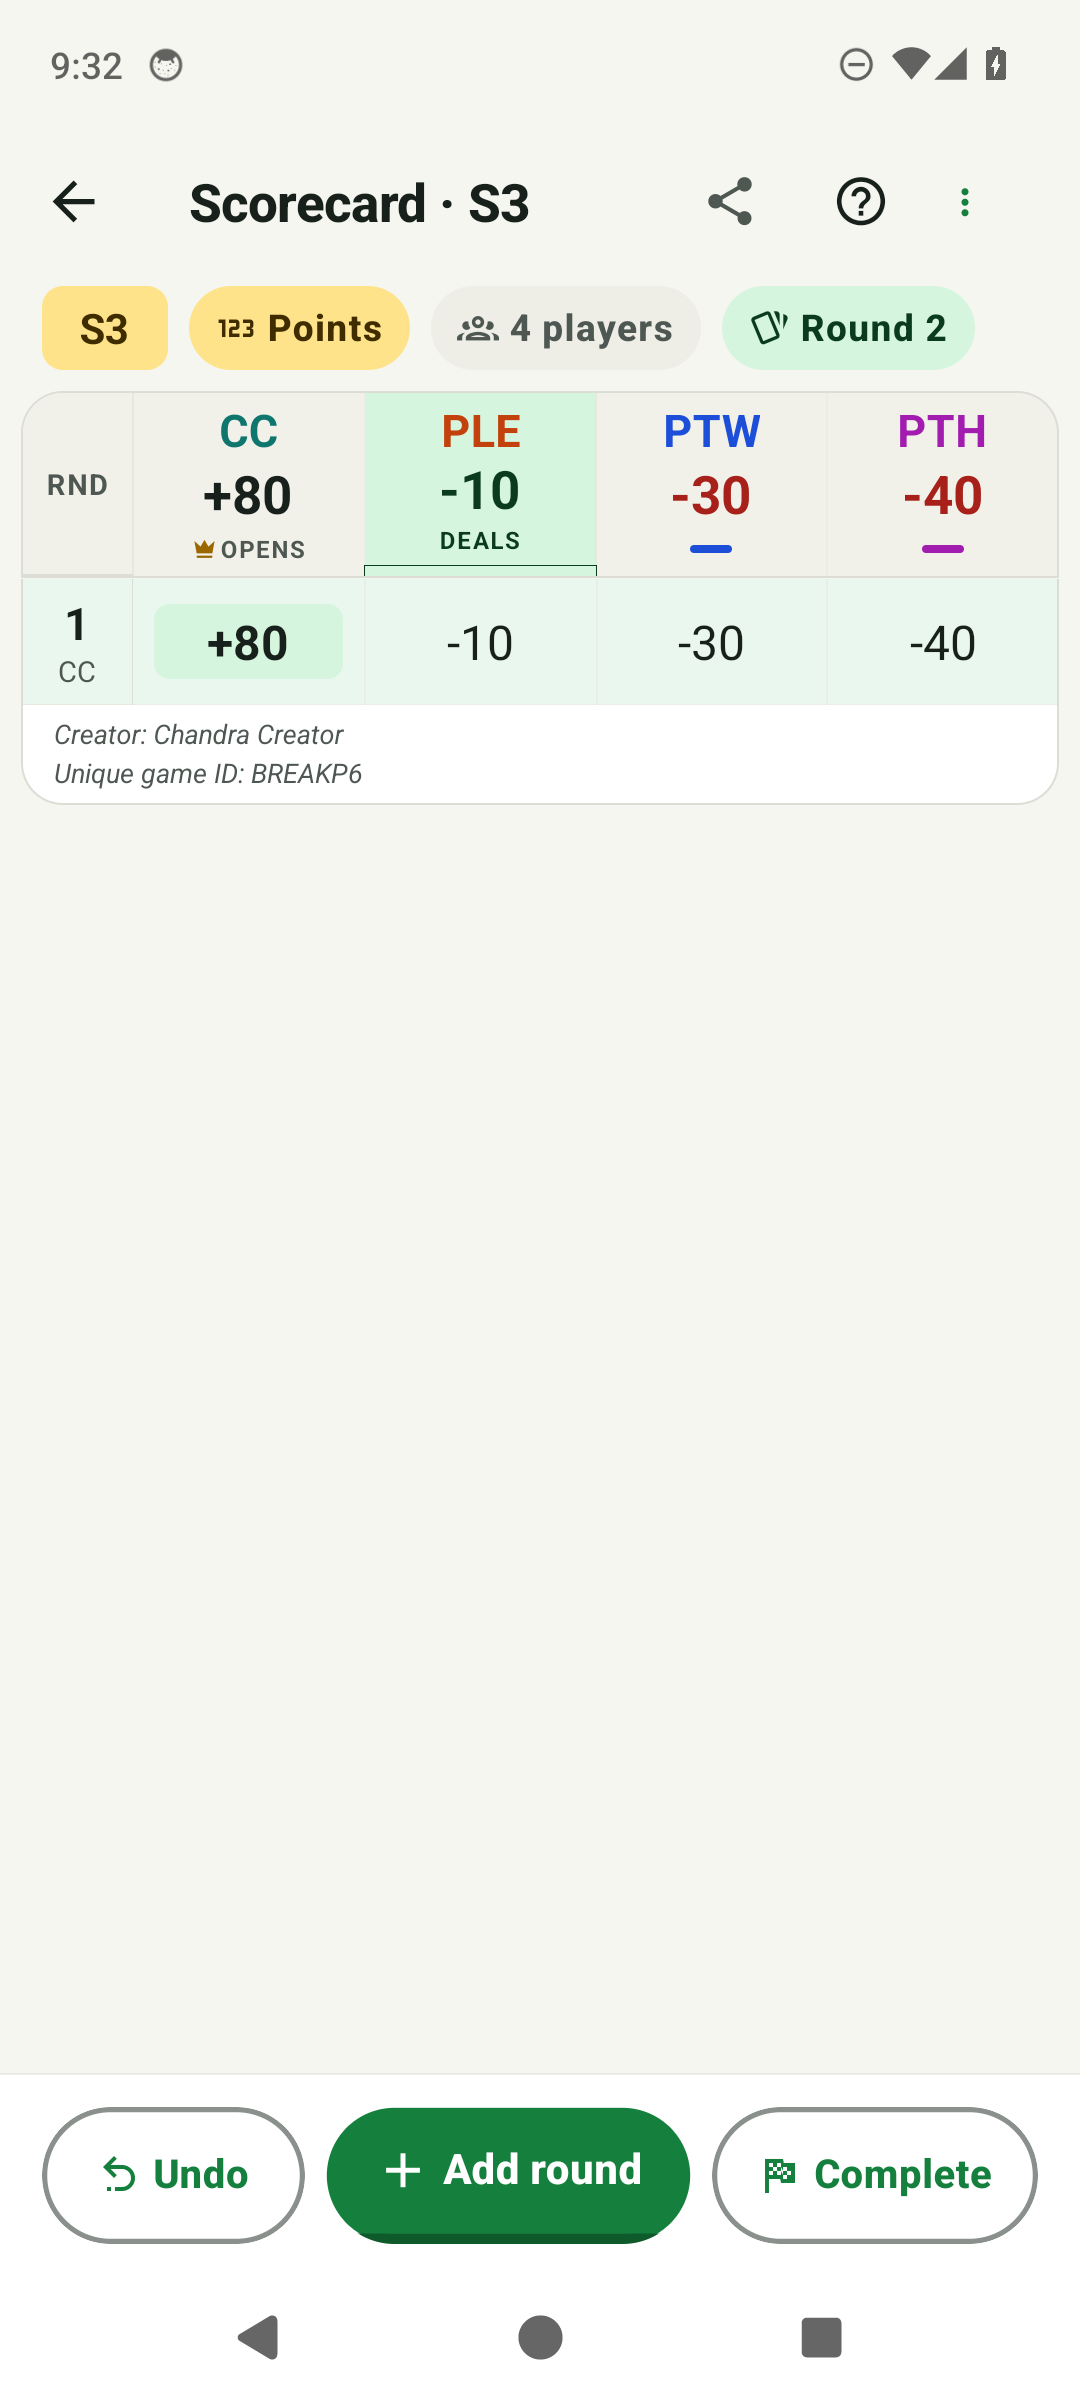 9:32
Scorecard · S3
S3
123 Points
4 players
Round 2
RND
CC
PLE
PTW
PTH
+80
-10
-30
-40
OPENS
DEALS
1
CC
+80
-10
-30
-40
Creator: Chandra Creator
Unique game ID: BREAKP6
Undo
Add round
Complete